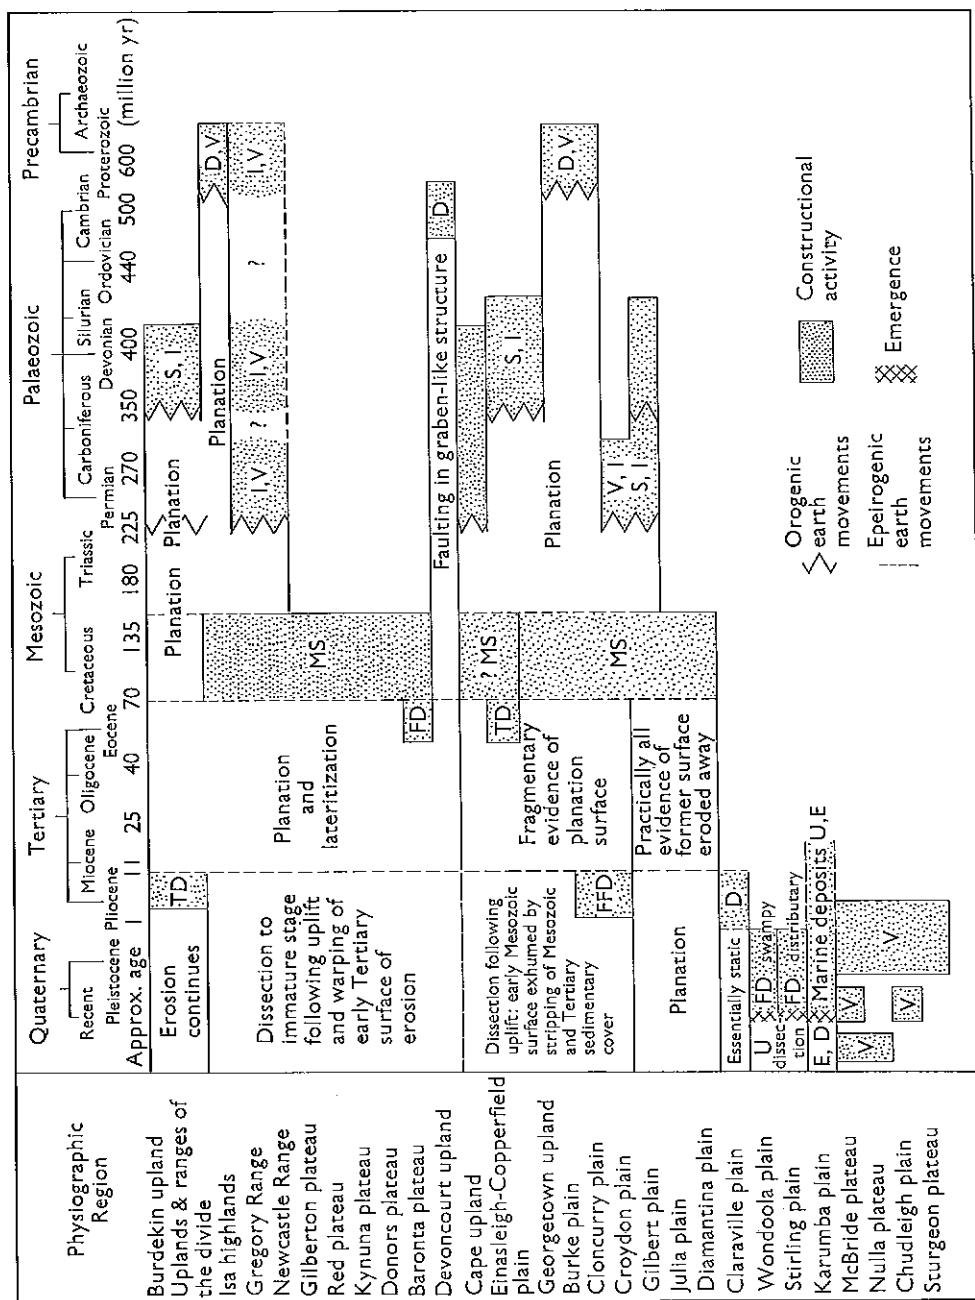 Physiographic
Region
Quaternary
Tertiary
Mesozoic
Palaeozoic
Precambrian
Recent
Pleistocene
Pliocene
Miocene
Oligocene
Eocene
Cretaceous
Triassic
Permian
Carboniferous
Devonian
Silurian
Ordovician
Cambrian
Proterozoic
Archaeozoic
Approx. age 1 11 25 40 70 135 180 225 270 350 400 440 500 600 (million yr)
Burdekin upland
Uplands & ranges of
the divide
Isa highlands
Gregory Range
Newcastle Range
Gilberton plateau
Red plateau
Kynuna plateau
Donors plateau
Baronta plateau
Devoncourt upland
Cape upland
Einasleigh-Copperfield
plain
Georgetown upland
Burke plain
Cloncurry plain
Croydon plain
Gilbert plain
Julia plain
Diamantina plain
Claraville plain
Wondoola plain
Stirling plain
Karumba plain
McBride plateau
Nulla plateau
Chudleigh plain
Sturgeon plateau
Erosion
continues
TD
Planation
Planation
S, I
Planation
D, V
Dissection to
immature stage
following uplift
and warping of
early Tertiary
surface of
erosion
Planation
and
lateritization
FD
MS
I,V
?
I,V
?
I,V
Faulting in graben-like structure
D
Dissection following
uplift: early Mesozoic
surface exhumed by
stripping of Mesozoic
and Tertiary
sedimentary
cover
FFD
TD
Fragmentary
evidence of
planation
surface
? MS
MS
Planation
S, I
D, V
V, I
S, I
Planation
Practically all
evidence of
former surface
eroded away
Essentially static
D
U
dissec-
tion
FD, swampy
FD, distributary
E, D
Marine deposits U,E
V
V
V
V
Orogenic
earth
movements
Constructional
activity
Epeirogenic
earth
movements
Emergence